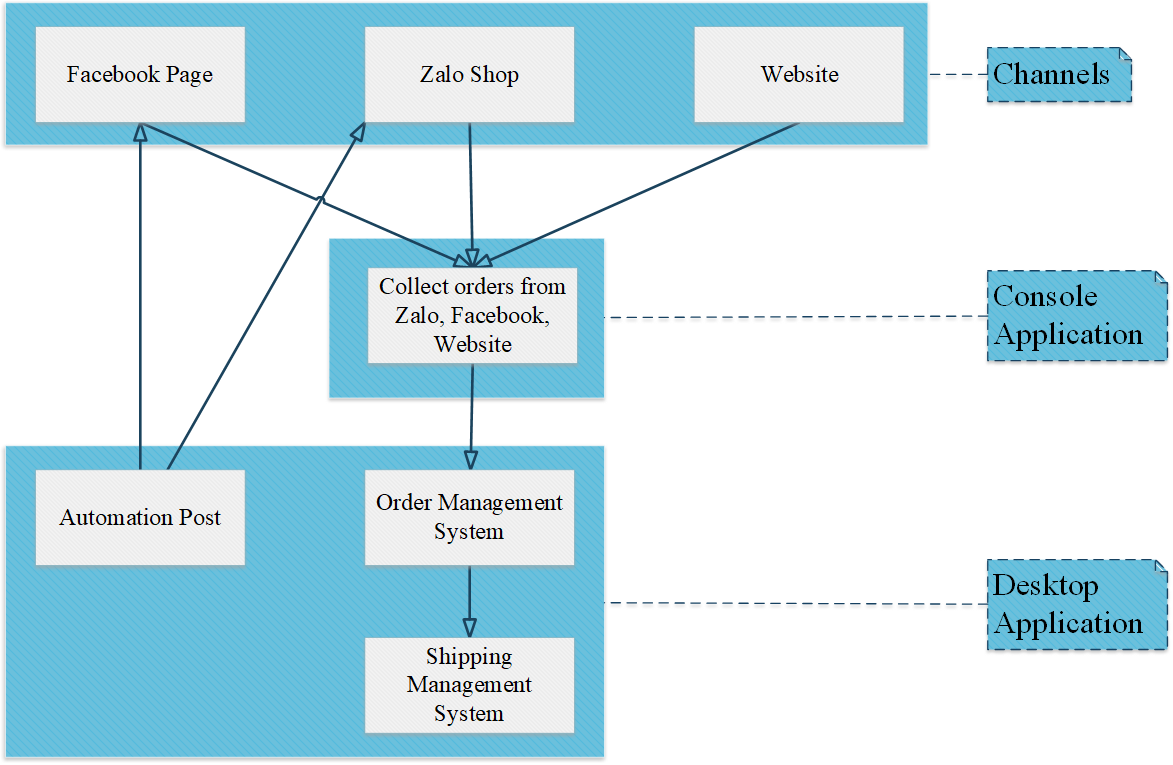 Facebook Page
Zalo Shop
Website
Channels
Collect orders from
Zalo, Facebook,
Website
Console
Application
Automation Post
Order Management
System
Desktop
Application
Shipping
Management
System